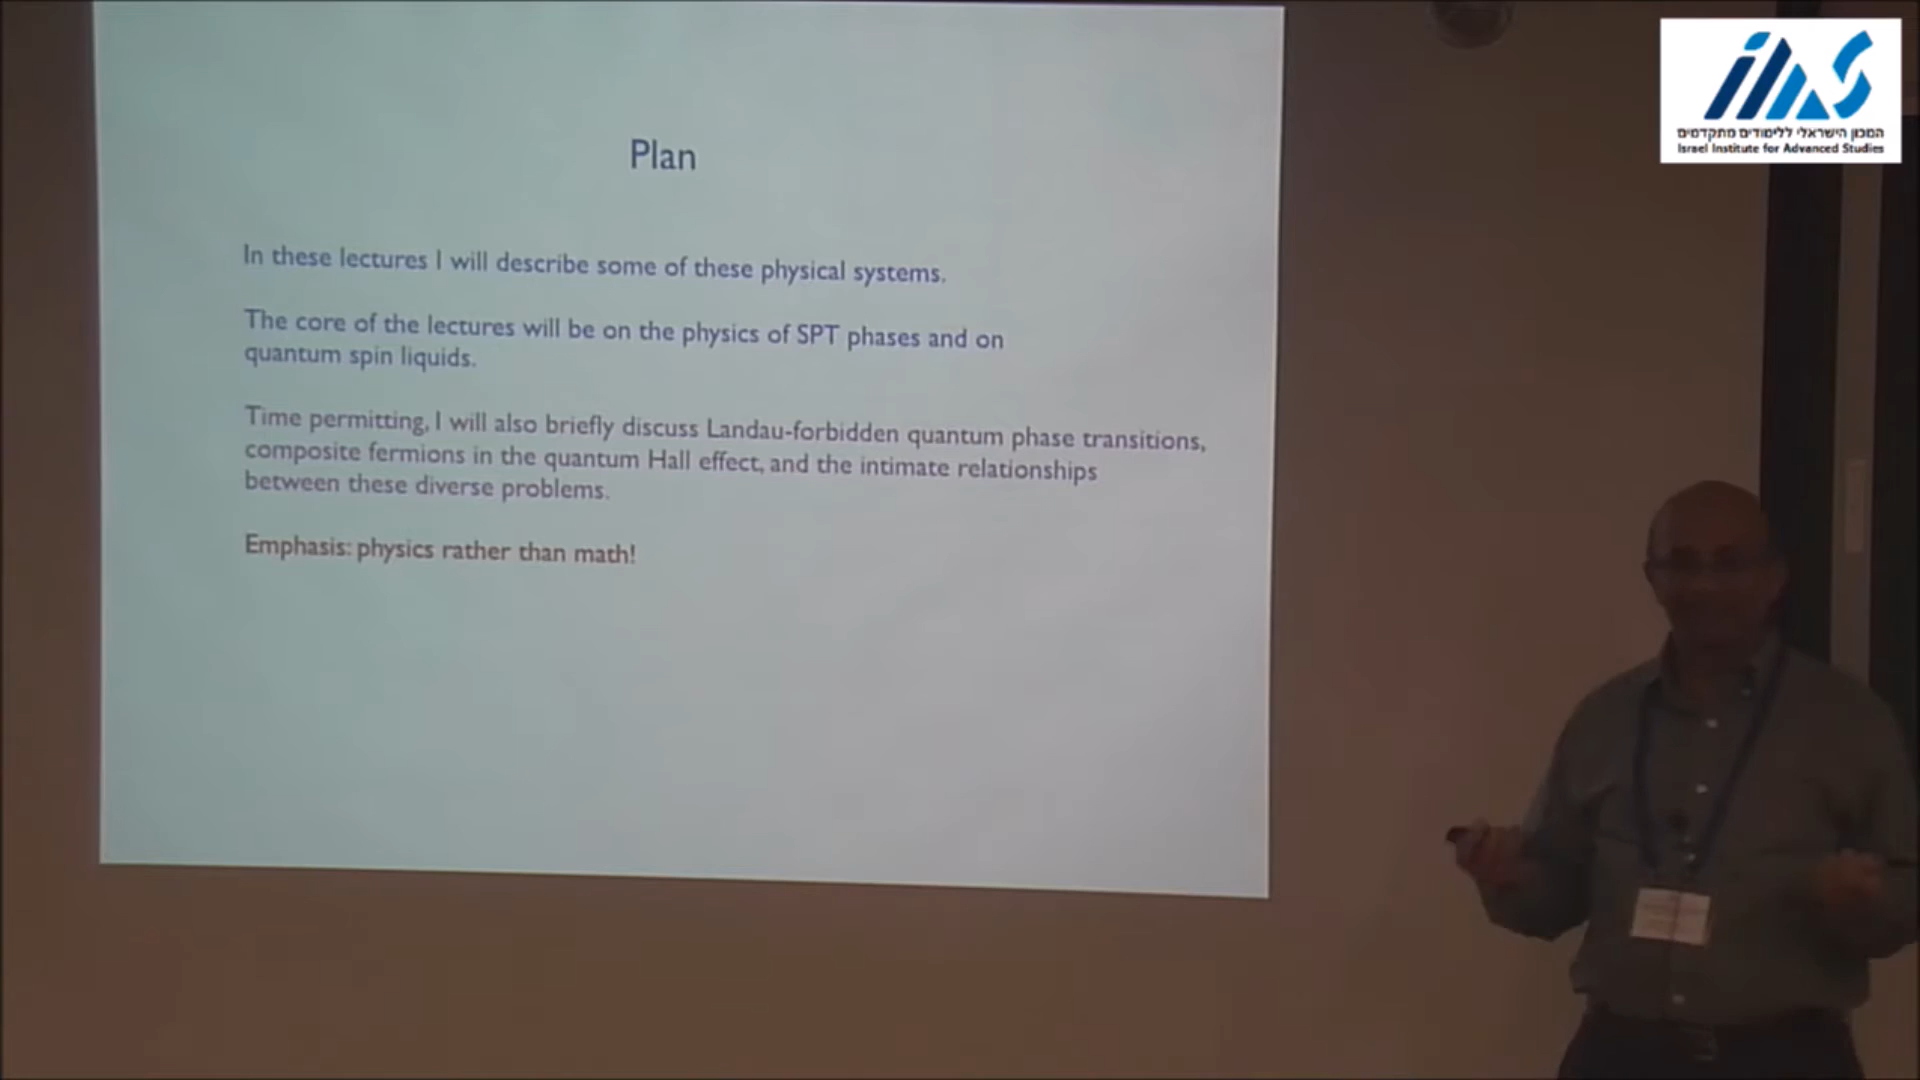 Plan
In these lectures I will describe some of these physical systems.
The core of the lectures will be on the physics of SPT phases and on
quantum spin liquids.
Time permitting, I will also briefly discuss Landau-forbidden quantum phase transitions,
composite fermions in the quantum Hall effect, and the intimate relationships
between these diverse problems.
Emphasis: physics rather than math!
ias
המכון הישראלי ללימודים מתקדמים
Israel Institute for Advanced Studies